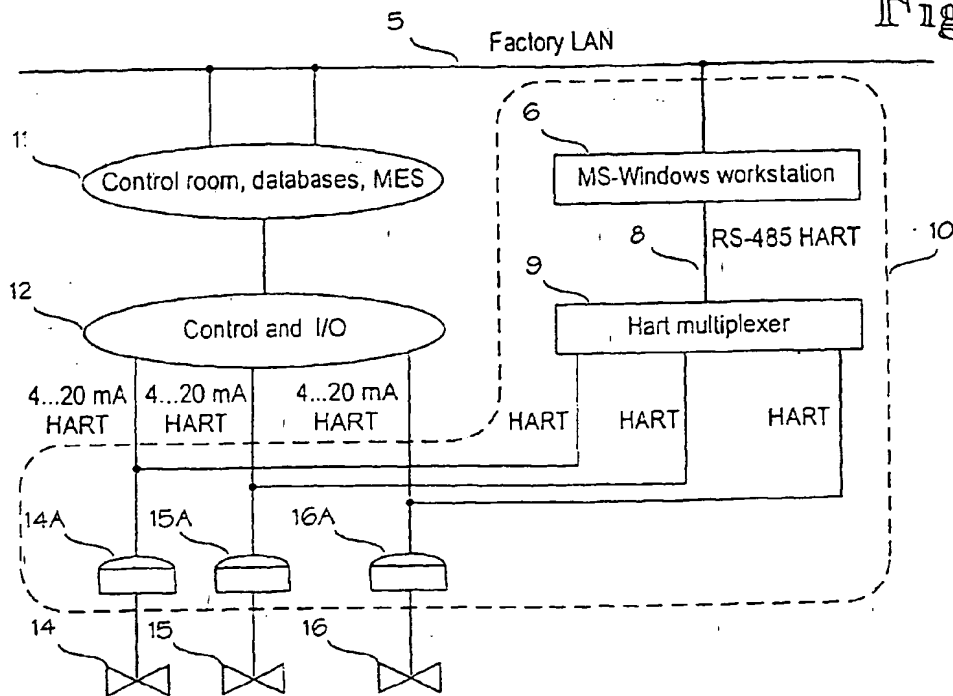 Fig
5
Factory LAN
11
6
Control room, databases, MES
MS-Windows workstation
8
RS-485 HART
10
9
12
Control and I/O
Hart multiplexer
4...20 mA 4...20 mA 4...20 mA
HART HART HART
HART HART HART
14A
15A
16A
14
15
16